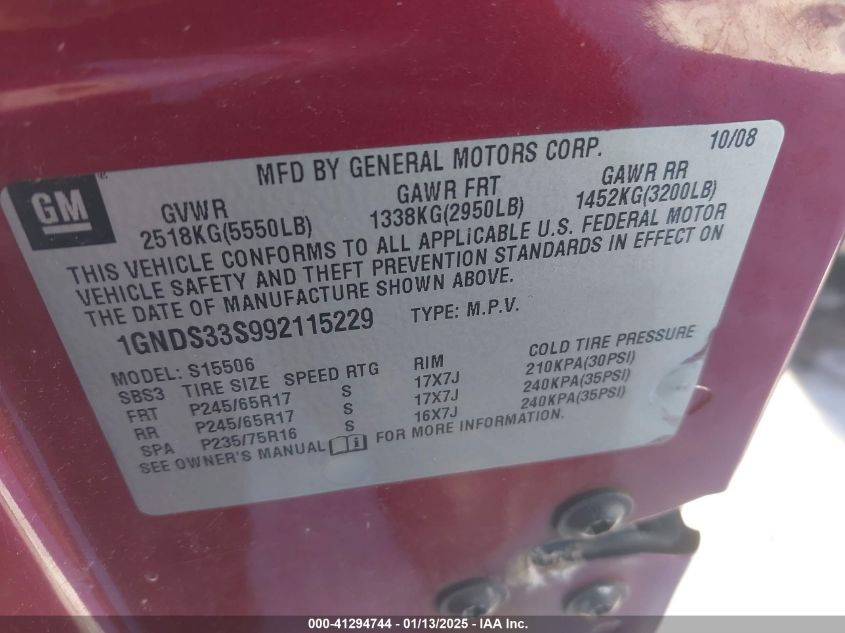 GM
10/08
MFD BY GENERAL MOTORS CORP.
GVWR GAWR FRT GAWR RR
2518KG(5550LB) 1338KG(2950LB) 1452KG(3200LB)
THIS VEHICLE CONFORMS TO ALL APPLICABLE U.S. FEDERAL MOTOR
VEHICLE SAFETY AND THEFT PREVENTION STANDARDS IN EFFECT ON
THE DATE OF MANUFACTURE SHOWN ABOVE.
1GNDS33S992115229 TYPE: M.P.V.
MODEL: S15506
SBS3 TIRE SIZE SPEED RTG RIM COLD TIRE PRESSURE
FRT P245/65R17 S 17X7J 210KPA(30PSI)
RR P245/65R17 S 17X7J 240KPA(35PSI)
SPA P235/75R16 S 16X7J 240KPA(35PSI)
SEE OWNER'S MANUAL FOR MORE INFORMATION.
000-41294744 / 01/13/2025 - IAA Inc.